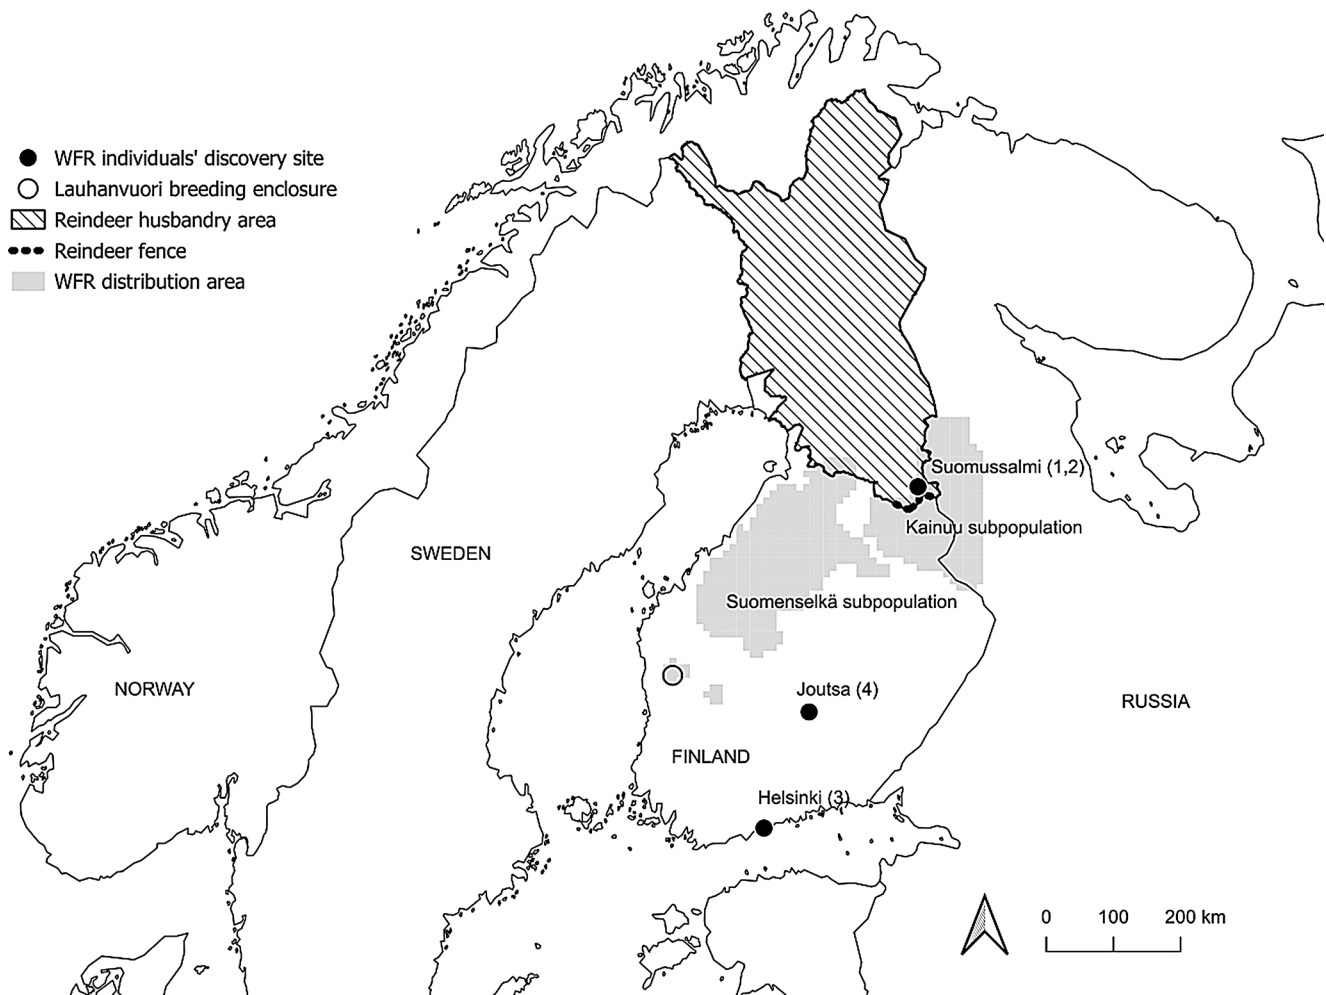 WFR individuals' discovery site
Lauhanvuori breeding enclosure
Reindeer husbandry area
Reindeer fence
WFR distribution area
Suomussalmi (1,2)
Kainuu subpopulation
SWEDEN
Suomenselkä subpopulation
NORWAY
Joutsa (4)
RUSSIA
FINLAND
Helsinki (3)
0 100 200 km